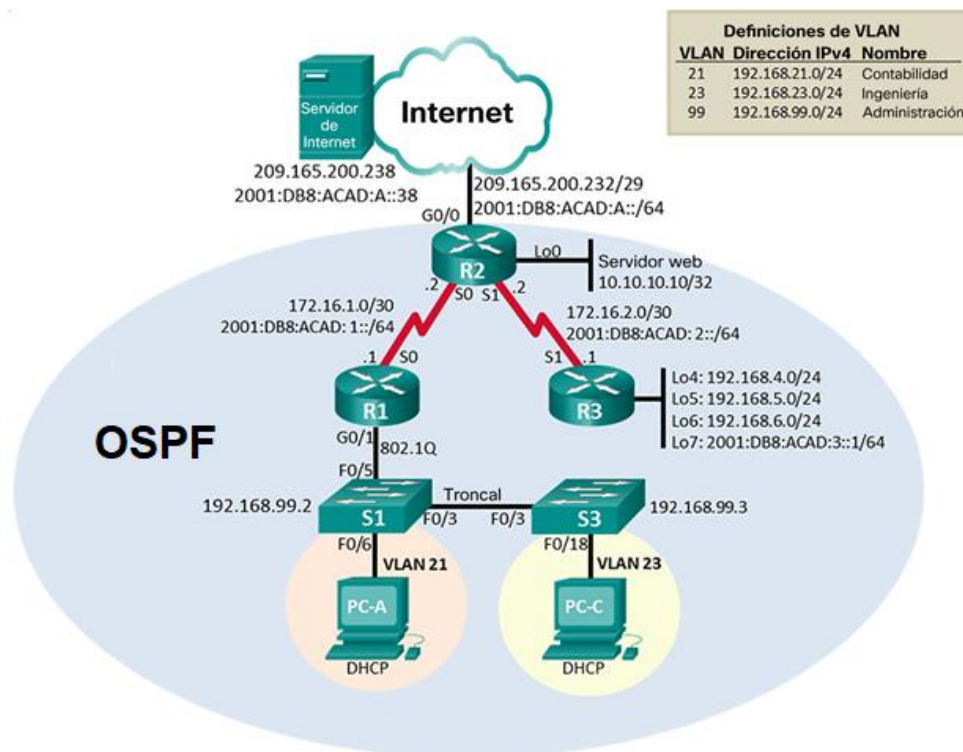 Definiciones de VLAN
VLAN Dirección IPv4 Nombre
21 192.168.21.0/24 Contabilidad
23 192.168.23.0/24 Ingeniería
99 192.168.99.0/24 Administración
Servidor
de
Internet
Internet
209.165.200.238
2001:DB8:ACAD:A::38
209.165.200.232/29
2001:DB8:ACAD:A::/64
G0/0
R2
Lo0
Servidor web
10.10.10.10/32
.2
S0
S1
.2
172.16.1.0/30
2001:DB8:ACAD: 1::/64
172.16.2.0/30
2001:DB8:ACAD: 2::/64
.1
S0
S1
.1
R1
R3
Lo4: 192.168.4.0/24
Lo5: 192.168.5.0/24
Lo6: 192.168.6.0/24
Lo7: 2001:DB8:ACAD:3::1/64
OSPF
G0/1
802.1Q
F0/5
192.168.99.2
S1
F0/3
Troncal
F0/3
S3
192.168.99.3
F0/6
VLAN 21
F0/18
VLAN 23
PC-A
PC-C
DHCP
DHCP